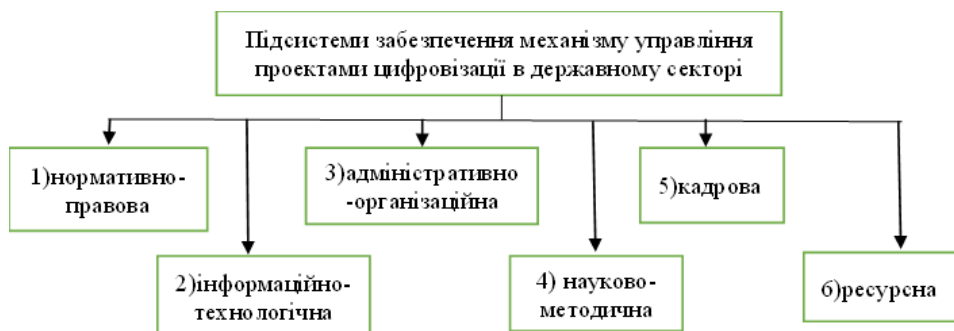 Підсистеми забезпечення механізму управління
проектами цифровізації в державному секторі
1)нормативно-
правова
2)інформаційно-
технологічна
3)адміністративно
-організаційна
4) науково-
методична
5)кадрова
6)ресурсна